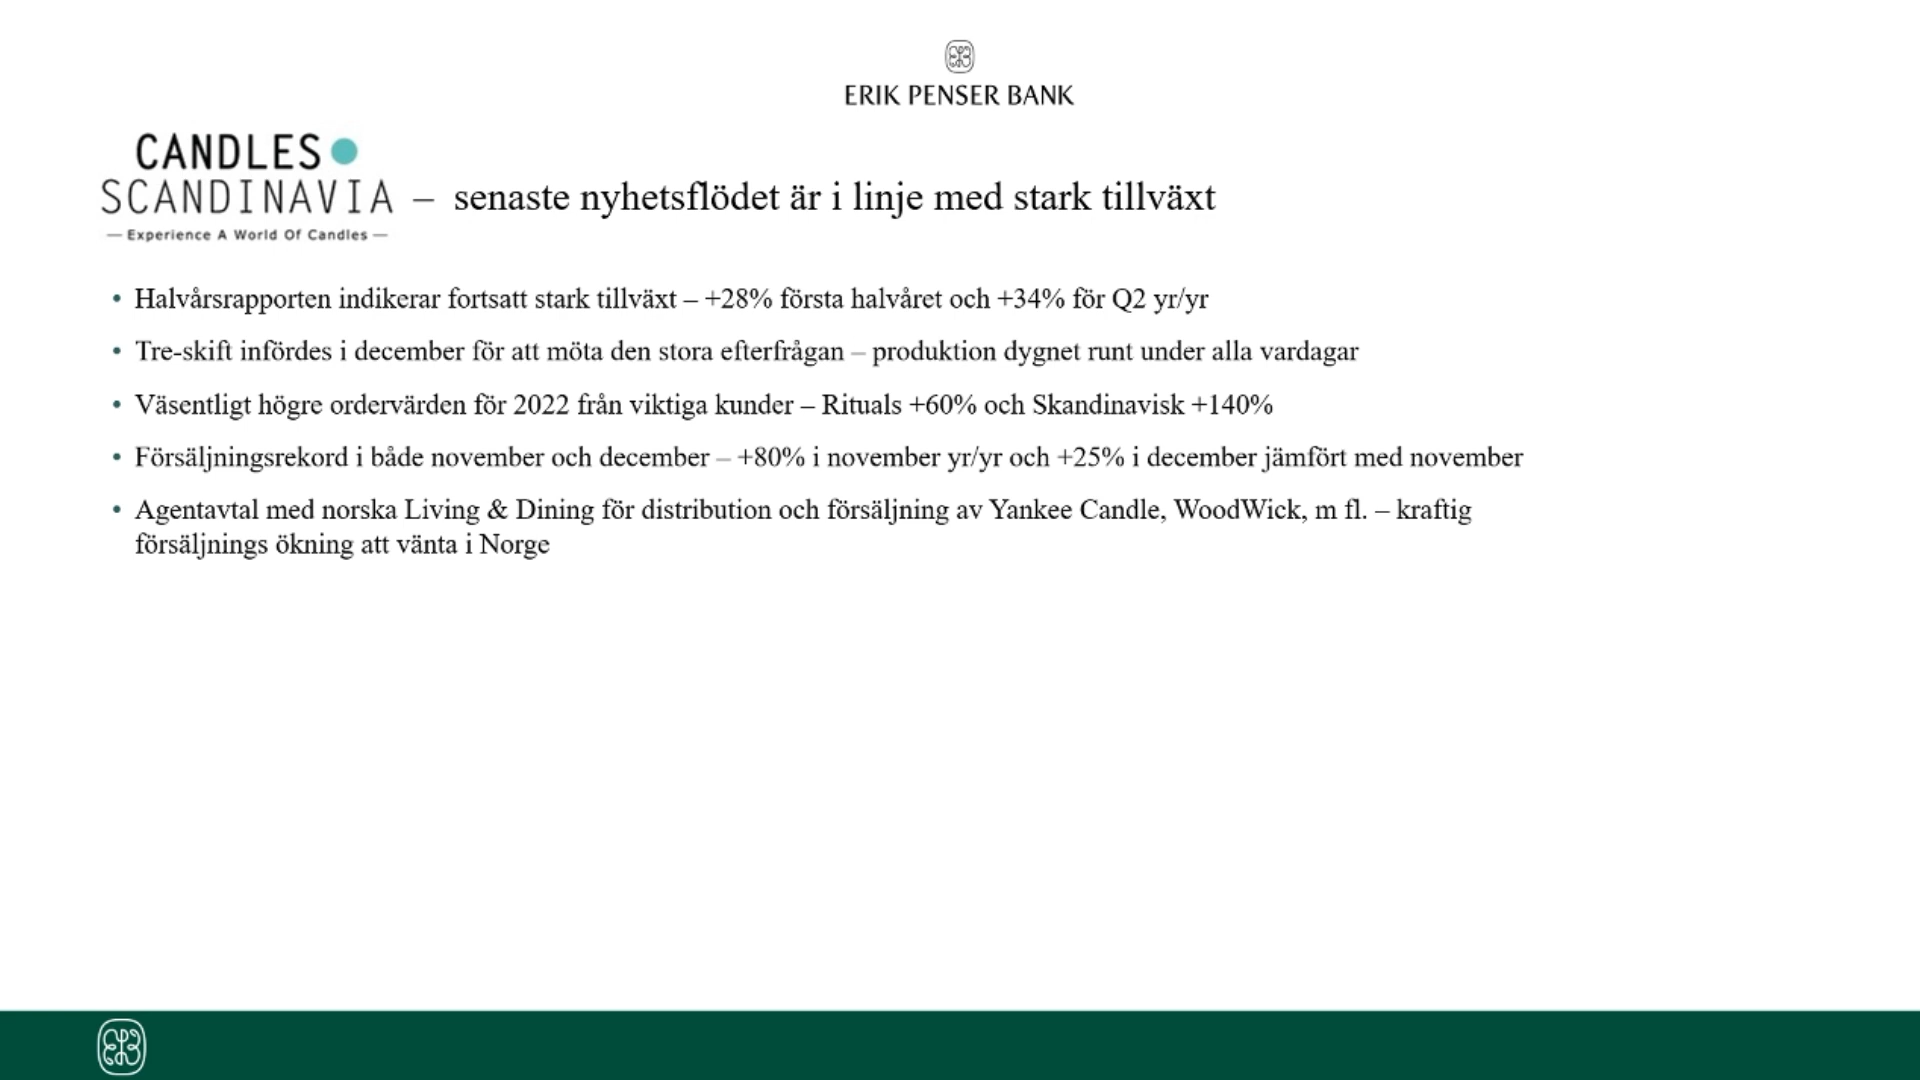 ERIK PENSER BANK
CANDLES
SCANDINAVIA – senaste nyhetsflödet är i linje med stark tillväxt
— Experience A World Of Candles —
• Halvårsrapporten indikerar fortsatt stark tillväxt – +28% första halvåret och +34% för Q2 yr/yr
• Tre-skift infördes i december för att möta den stora efterfrågan – produktion dygnet runt under alla vardagar
• Väsentligt högre ordervärden för 2022 från viktiga kunder – Rituals +60% och Skandinavisk +140%
• Försäljningsrekord i både november och december – +80% i november yr/yr och +25% i december jämfört med november
• Agentavtal med norska Living & Dining för distribution och försäljning av Yankee Candle, WoodWick, m fl. – kraftig
försäljnings ökning att vänta i Norge